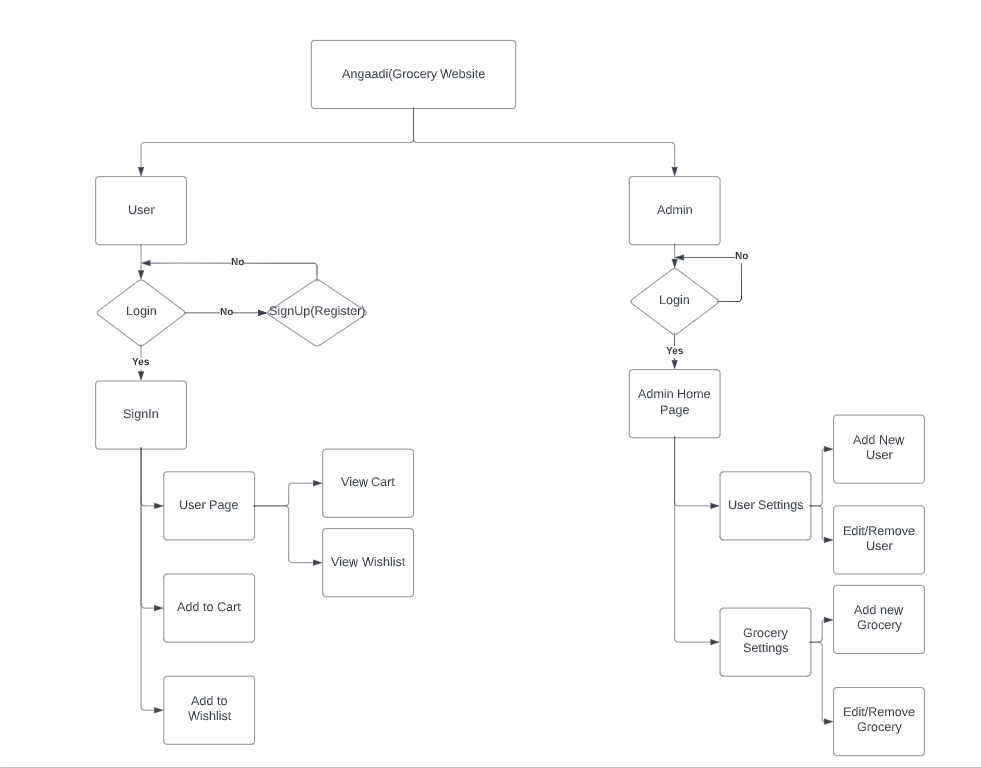 Angaadi(Grocery Website
User
Admin
No
No
Login
No
SignUp(Register)
Login
Yes
Yes
SignIn
Admin Home
Page
User Page
View Cart
View Wishlist
Add to Cart
Add to
Wishlist
User Settings
Add New
User
Edit/Remove
User
Grocery
Settings
Add new
Grocery
Edit/Remove
Grocery